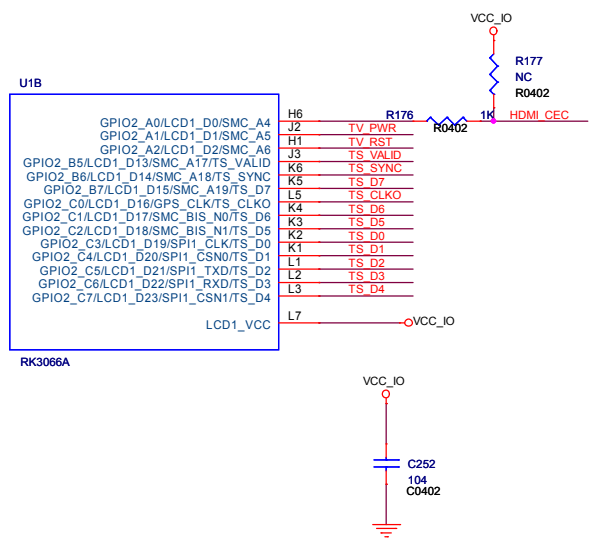 VCC_IO
R177
NC
R0402
U1B
GPIO2_A0/LCD1_D0/SMC_A4 H6 R176 R0402 1K HDMI_CEC
GPIO2_A1/LCD1_D1/SMC_A5 J2 TV_PWR
GPIO2_A2/LCD1_D2/SMC_A6 H1 TV_RST
GPIO2_B5/LCD1_D13/SMC_A17/TS_VALID J3 TS_VALID
GPIO2_B6/LCD1_D14/SMC_A18/TS_SYNC K6 TS_SYNC
GPIO2_B7/LCD1_D15/SMC_A19/TS_D7 K5 TS_D7
GPIO2_C0/LCD1_D16/GPS_CLK/TS_CLKO L5 TS_CLKO
GPIO2_C1/LCD1_D17/SMC_BIS_N0/TS_D6 K4 TS_D6
GPIO2_C2/LCD1_D18/SMC_BIS_N1/TS_D5 K3 TS_D5
GPIO2_C3/LCD1_D19/SPI1_CLK/TS_D0 K2 TS_D0
GPIO2_C4/LCD1_D20/SPI1_CSN0/TS_D1 K1 TS_D1
GPIO2_C5/LCD1_D21/SPI1_TXD/TS_D2 L1 TS_D2
GPIO2_C6/LCD1_D22/SPI1_RXD/TS_D3 L2 TS_D3
GPIO2_C7/LCD1_D23/SPI1_CSN1/TS_D4 L3 TS_D4
LCD1_VCC L7 VCC_IO
RK3066A
VCC_IO
C252
104
C0402